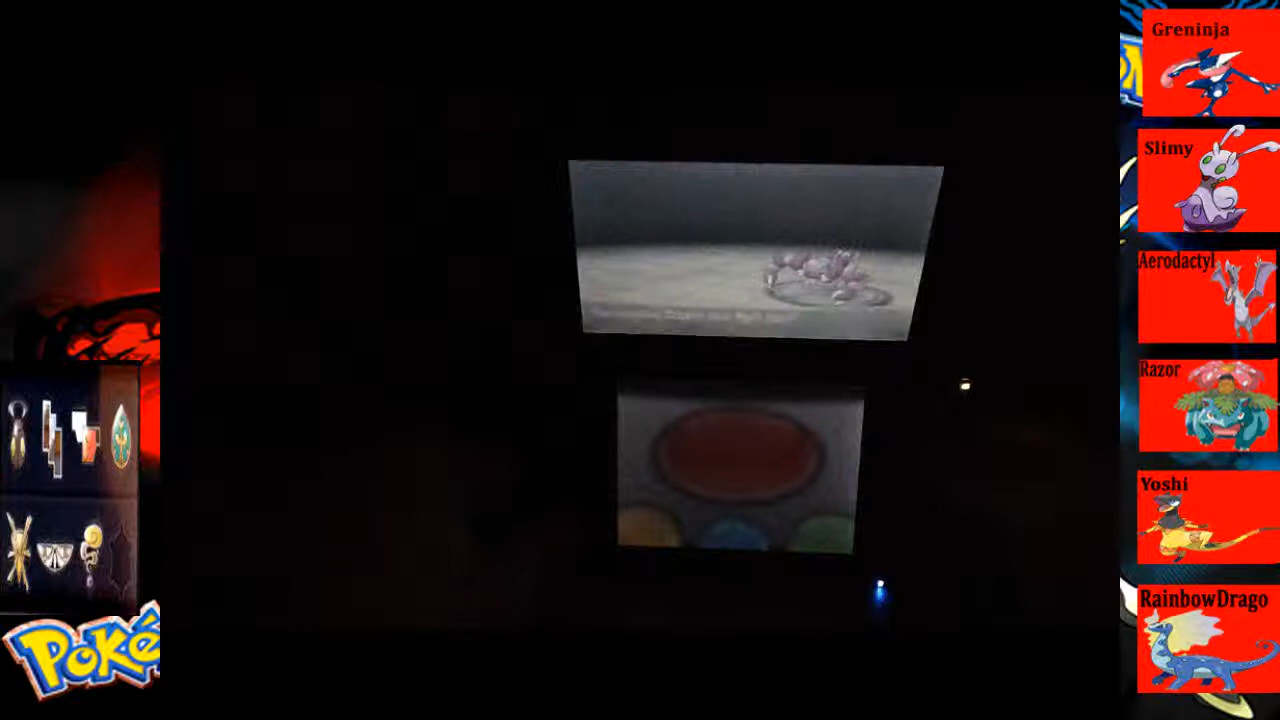 Greninja
Slimy
Aerodactyl
Razor
Yoshi
RainbowDrago
Poké